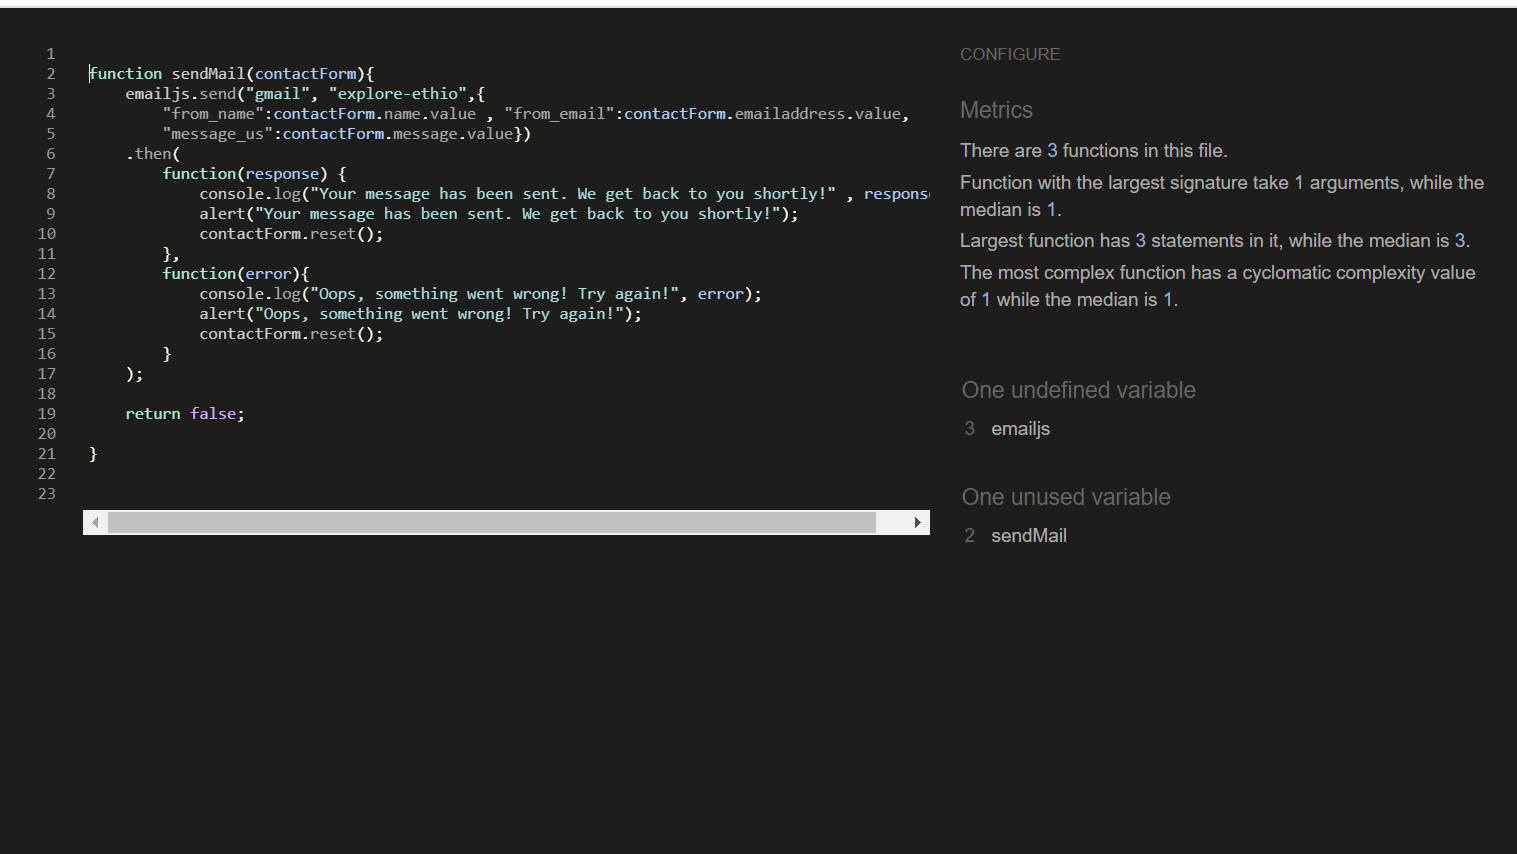 1
2 function sendMail(contactForm){
3 emailjs.send("gmail", "explore-ethio",{
4 "from_name":contactForm.name.value , "from_email":contactForm.emailaddress.value,
5 "message_us":contactForm.message.value})
6 .then(
7 function(response) {
8 console.log("Your message has been sent. We get back to you shortly!" , respons
9 alert("Your message has been sent. We get back to you shortly!");
10 contactForm.reset();
11 },
12 function(error){
13 console.log("Oops, something went wrong! Try again!", error);
14 alert("Oops, something went wrong! Try again!");
15 contactForm.reset();
16 }
17 );
18
19 return false;
20
21 }
22
23
CONFIGURE
Metrics
There are 3 functions in this file.
Function with the largest signature take 1 arguments, while the
median is 1.
Largest function has 3 statements in it, while the median is 3.
The most complex function has a cyclomatic complexity value
of 1 while the median is 1.
One undefined variable
3 emailjs
One unused variable
2 sendMail